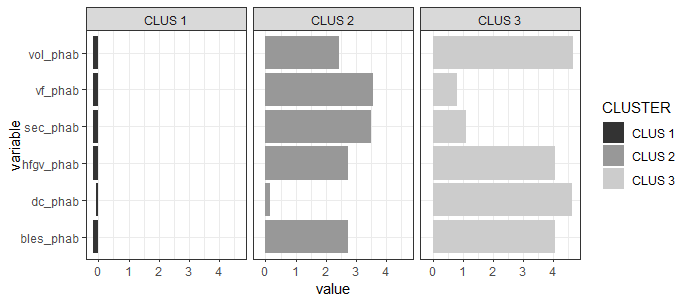 CLUS 1 CLUS 2 CLUS 3
variable
vol_phab
vf_phab
sec_phab
hfgv_phab
dc_phab
bles_phab
0 1 2 3 4 0 1 2 3 4 0 1 2 3 4
value
CLUSTER
CLUS 1
CLUS 2
CLUS 3